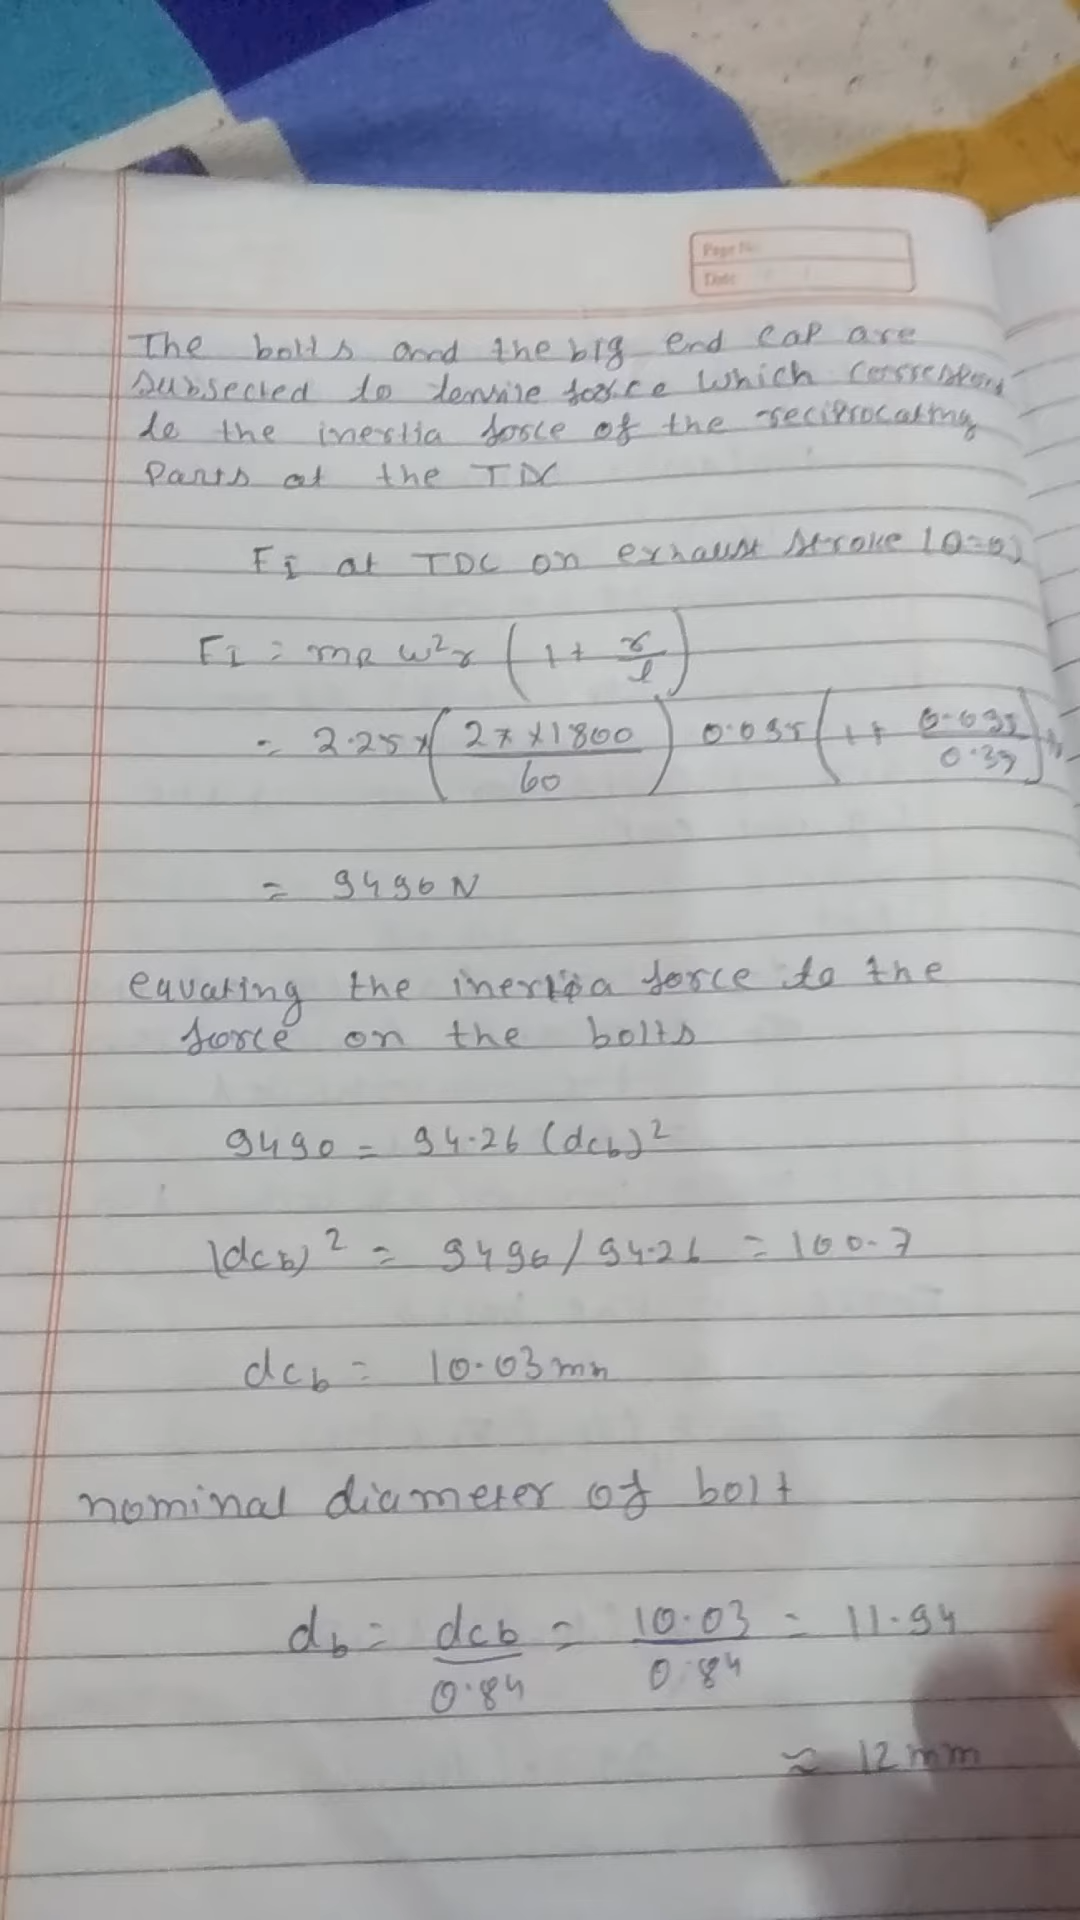 Page No.
Date
The bolts and the big end cap are
subsected to tensile force which correspond
to the inertia force of the reciprocating
Parts at the TDC
FI at TDC on exhaust stroke (θ=0)
FI = mR ω²r (1 + r/l)
= 2.25 × (2π×1800/60) 0.095 (1 + 0.095/0.39)
= 9490 N
equating the inertia force to the
force on the bolts
9490 = 94.26 (dcb)²
(dcb)² = 9490/94.26 = 100.7
dcb = 10.03 mm
nominal diameter of bolt
db = dcb/0.84 = 10.03/0.84 = 11.94
≈ 12 mm